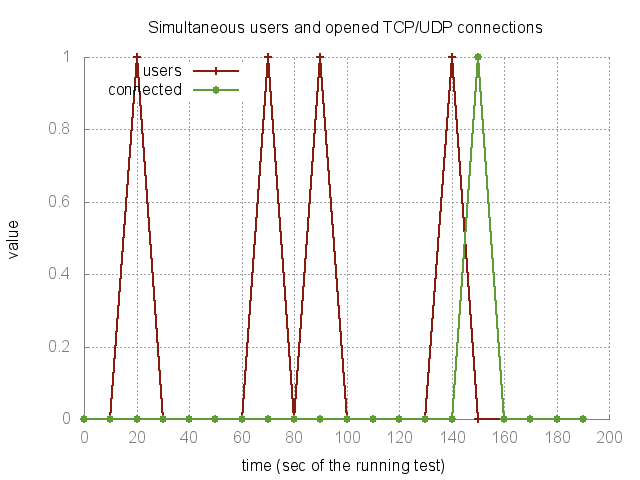 Simultaneous users and opened TCP/UDP connections
users
connected
1
0.8
0.6
0.4
0.2
0
value
0 20 40 60 80 100 120 140 160 180 200
time (sec of the running test)